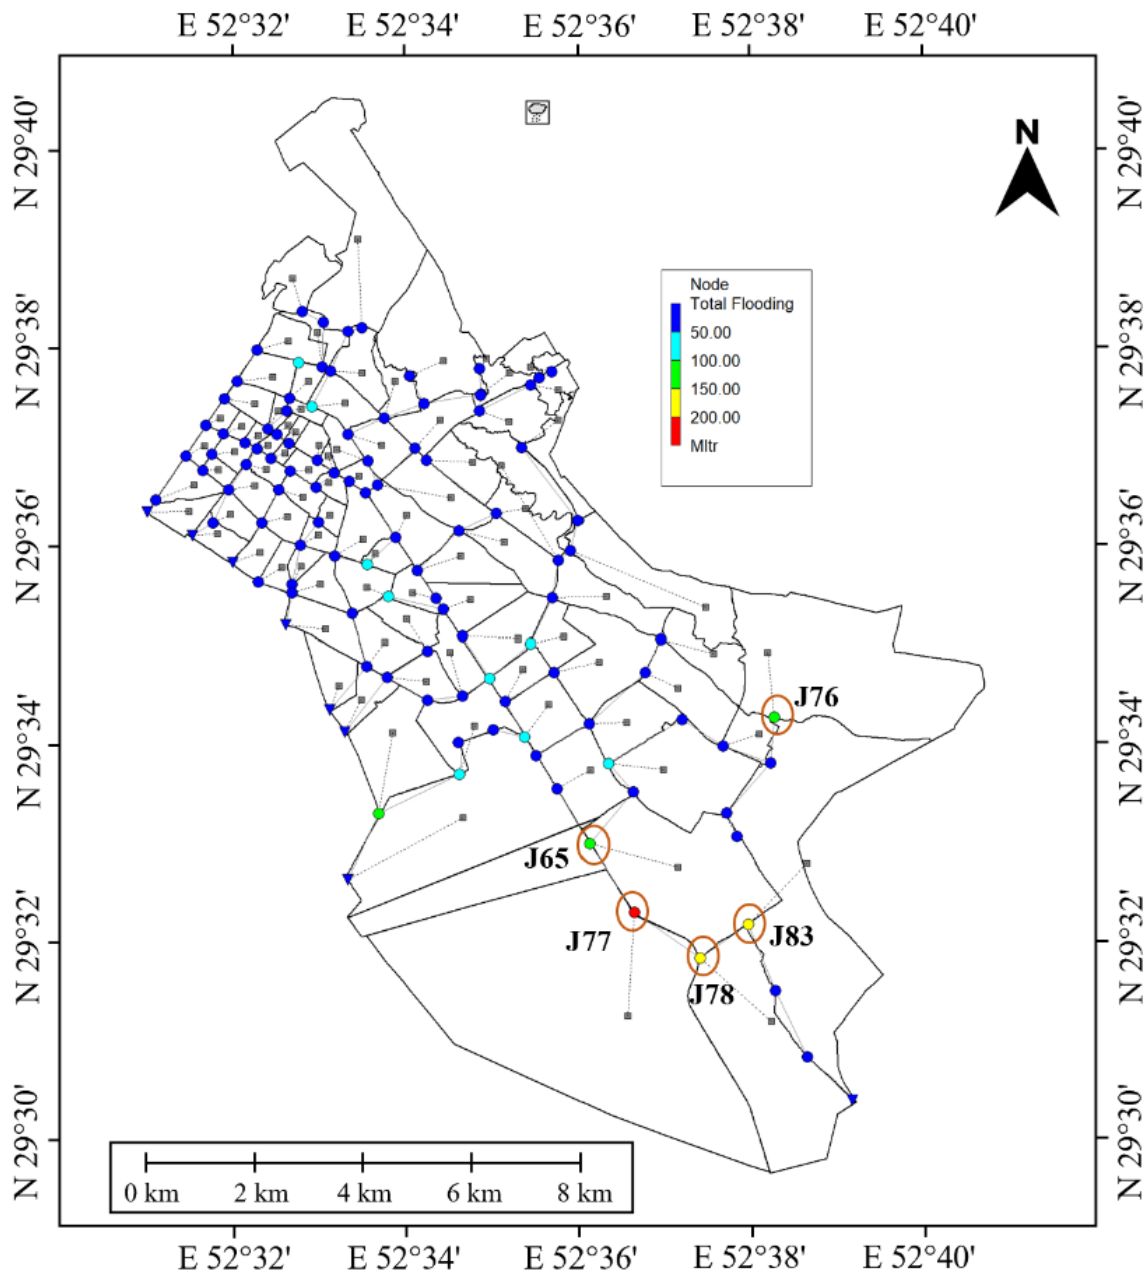 E 52°32' E 52°34' E 52°36' E 52°38' E 52°40'
N 29°40'
N 29°38'
N 29°36'
N 29°34'
N 29°32'
N 29°30'
N
Node
Total Flooding
50.00
100.00
150.00
200.00
Mltr
J76
J65
J77
J83
J78
N 29°40'
N 29°38'
N 29°36'
N 29°34'
N 29°32'
N 29°30'
0 km 2 km 4 km 6 km 8 km
E 52°32' E 52°34' E 52°36' E 52°38' E 52°40'